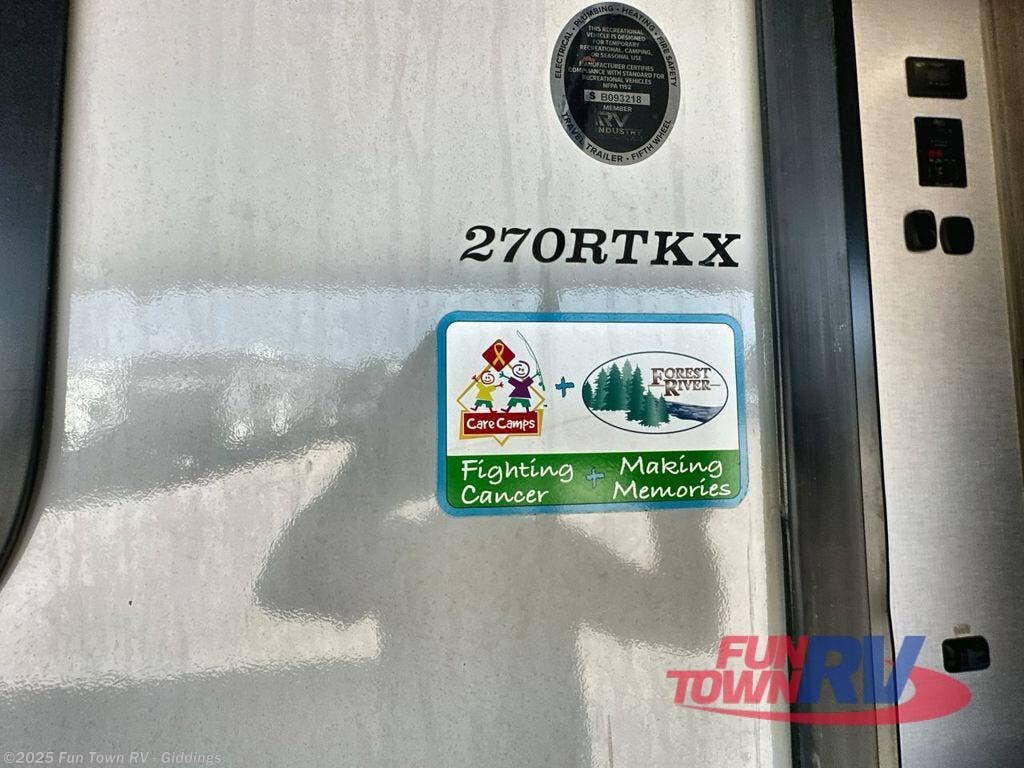 ELECTRICAL • PLUMBING • HEATING • FIRE SAFETY
THIS RECREATIONAL
VEHICLE IS DESIGNED
FOR TEMPORARY
RECREATIONAL, CAMPING,
OR SEASONAL USE
MANUFACTURER CERTIFIES
COMPLIANCE WITH STANDARD FOR
RECREATIONAL VEHICLES
NFPA 1192
S B093218
MEMBER
RV
INDUSTRY
TRAVEL TRAILER • FIFTH WHEEL
270RTKX
Care Camps
+
FOREST
RIVER
Fighting + Making
Cancer Memories
FUN
TOWN RV
©2025 Fun Town RV - Giddings